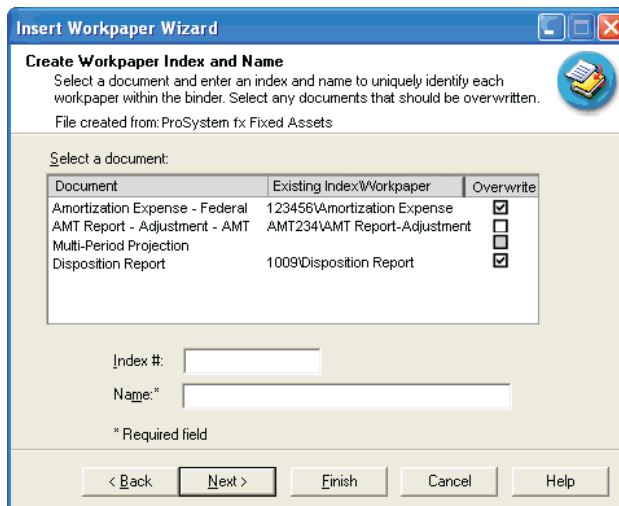 Insert Workpaper Wizard
Create Workpaper Index and Name
Select a document and enter an index and name to uniquely identify each
workpaper within the binder. Select any documents that should be overwritten.
File created from: ProSystem fx Fixed Assets
Select a document:
Document Existing Index\Workpaper Overwrite
Amortization Expense - Federal 123456\Amortization Expense
AMT Report - Adjustment - AMT AMT234\AMT Report-Adjustment
Multi-Period Projection
Disposition Report 1009\Disposition Report
Index #:
Name:*
* Required field
< Back Next > Finish Cancel Help